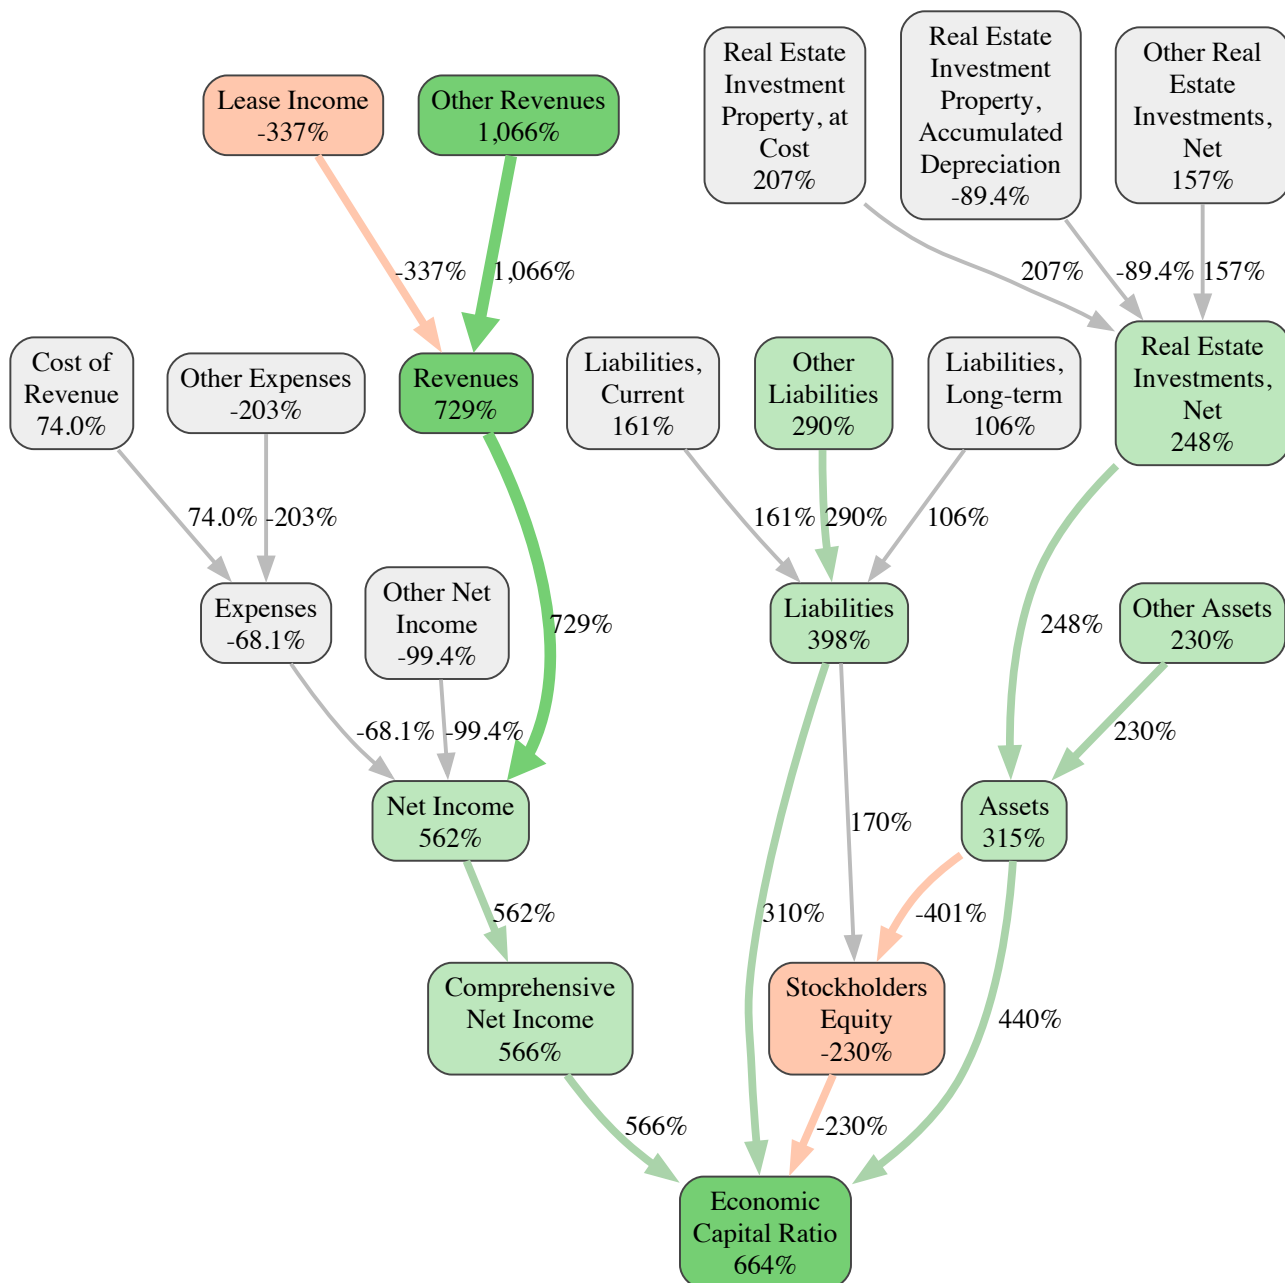 Lease Income
-337%
Other Revenues
1,066%
Real Estate
Investment
Property, at
Cost
207%
Real Estate
Investment
Property,
Accumulated
Depreciation
-89.4%
Other Real
Estate
Investments,
Net
157%
-337%
1,066%
207%
-89.4%
157%
Cost of
Revenue
74.0%
Other Expenses
-203%
Revenues
729%
Liabilities,
Current
161%
Other
Liabilities
290%
Liabilities,
Long-term
106%
Real Estate
Investments,
Net
248%
74.0%
-203%
161%
290%
106%
Expenses
-68.1%
Other Net
Income
-99.4%
729%
Liabilities
398%
248%
Other Assets
230%
-68.1%
-99.4%
230%
Net Income
562%
170%
Assets
315%
562%
310%
-401%
Comprehensive
Net Income
566%
Stockholders
Equity
-230%
440%
566%
-230%
Economic
Capital Ratio
664%